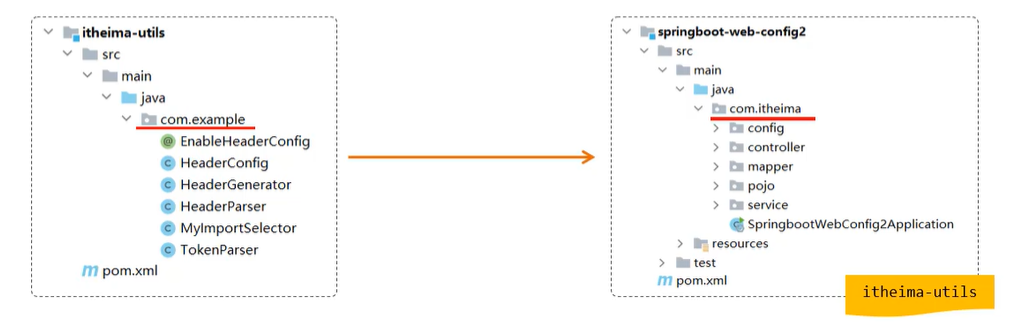 itheima-utils
src
main
java
com.example
EnableHeaderConfig
HeaderConfig
HeaderGenerator
HeaderParser
MyImportSelector
TokenParser
pom.xml
springboot-web-config2
src
main
java
com.itheima
config
controller
mapper
pojo
service
SpringbootWebConfig2Application
resources
test
pom.xml
itheima-utils